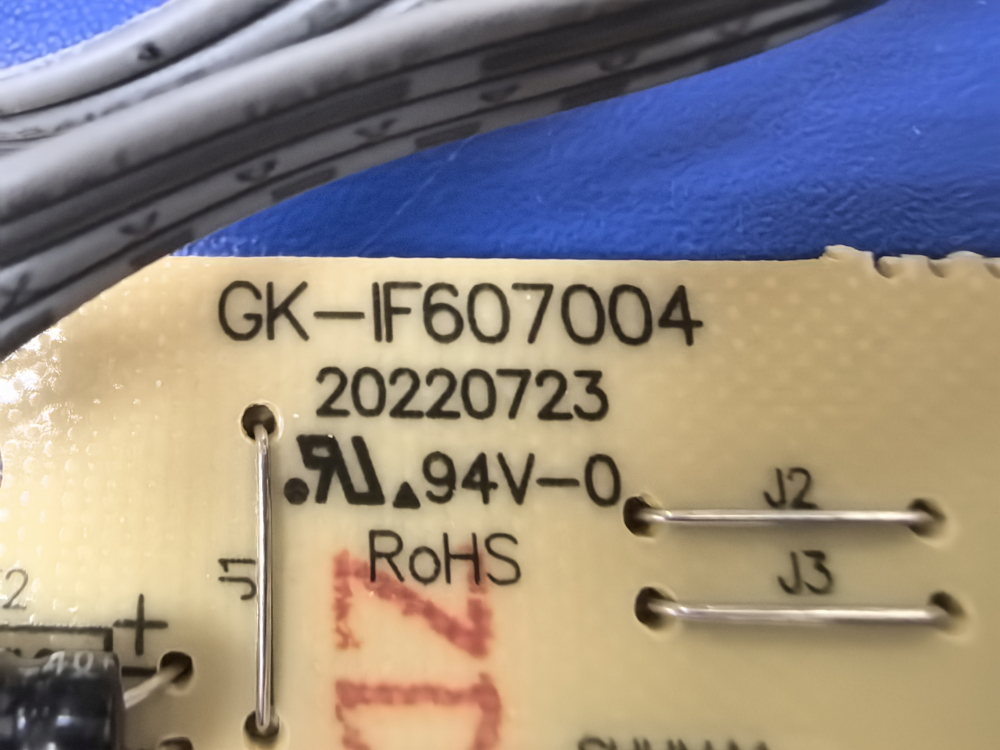 GK-IF607004
20220723
94V-0
RoHS
J1
J2
J3
+